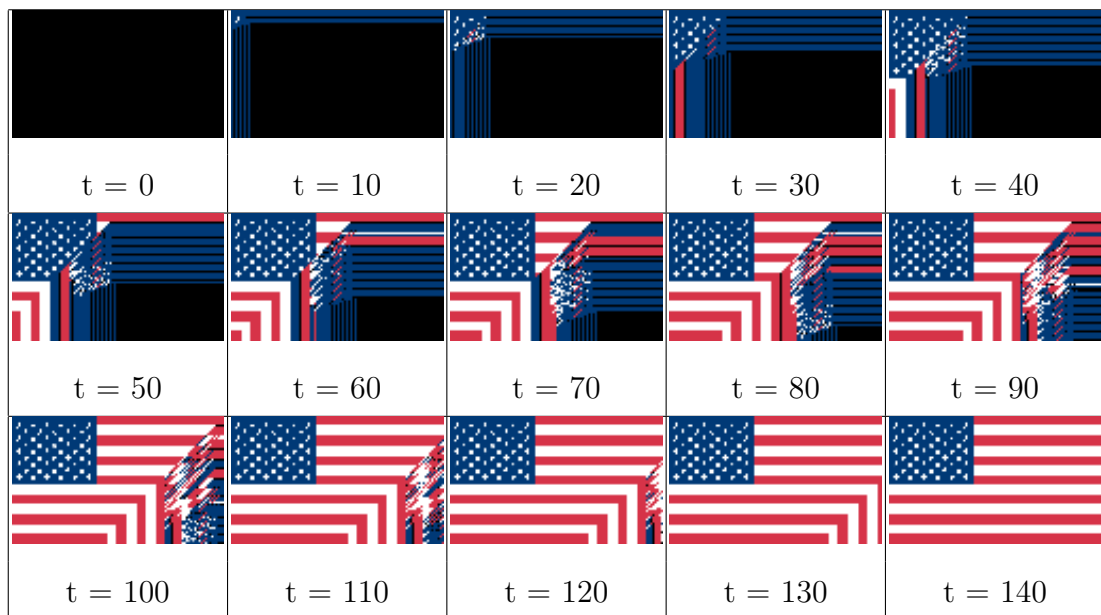 t = 0 t = 10 t = 20 t = 30 t = 40
t = 50 t = 60 t = 70 t = 80 t = 90
t = 100 t = 110 t = 120 t = 130 t = 140